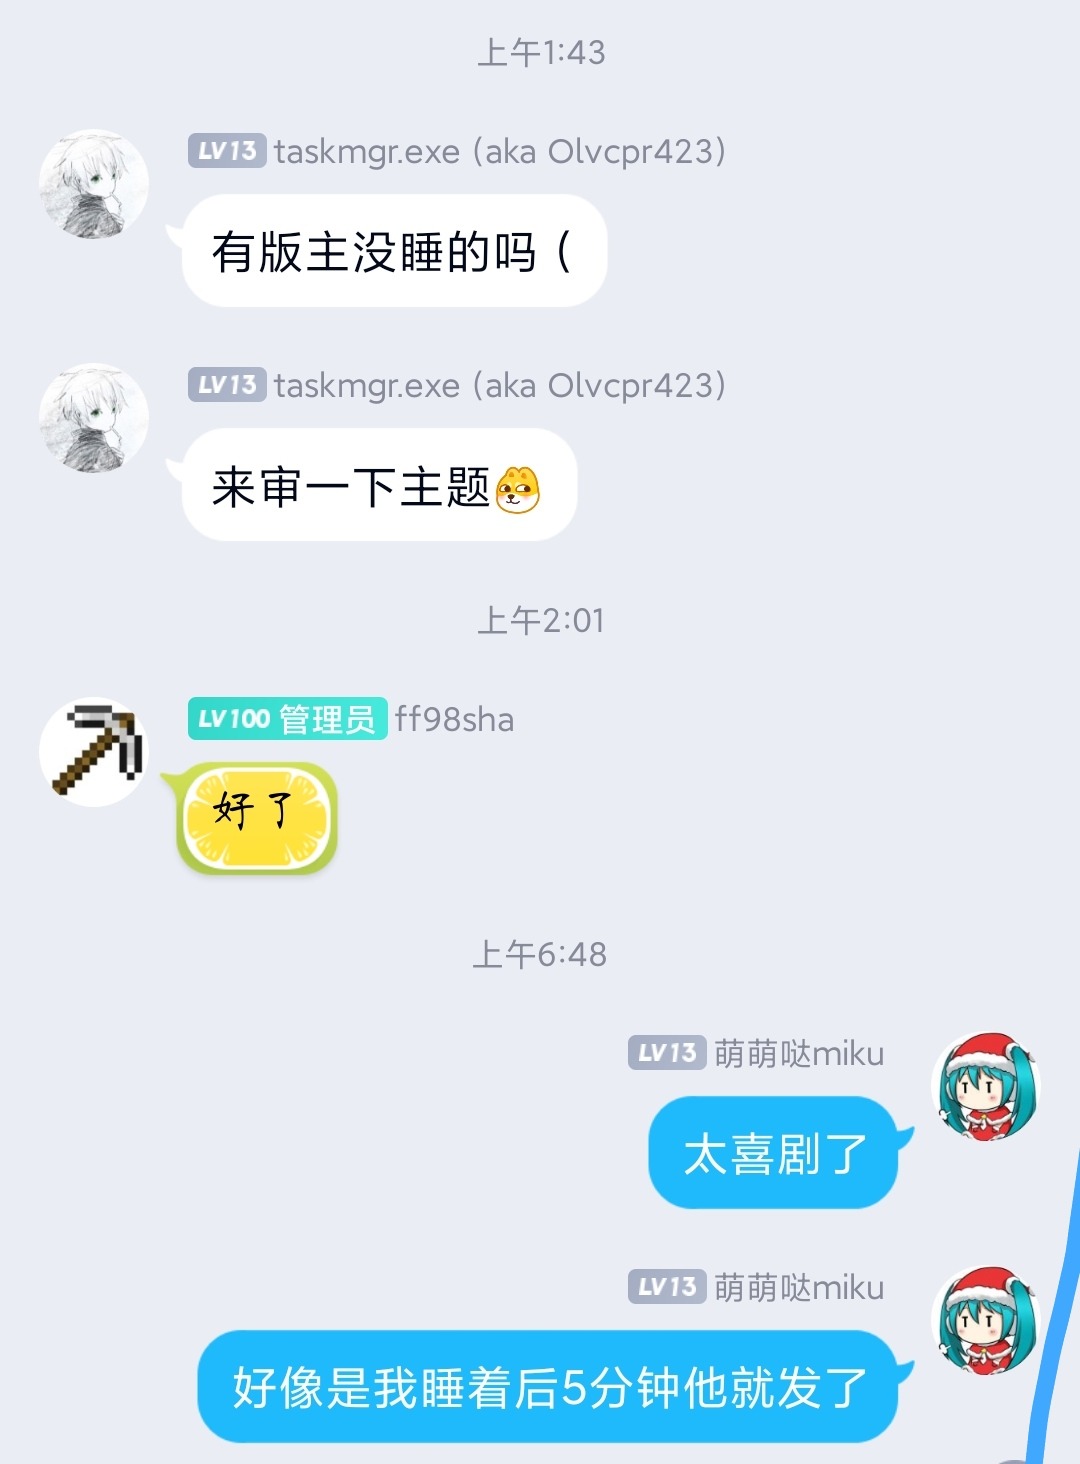 上午1:43
LV13 taskmgr.exe (aka Olvcpr423)
有版主没睡的吗（
LV13 taskmgr.exe (aka Olvcpr423)
来审一下主题
上午2:01
LV100 管理员 ff98sha
好了
上午6:48
LV13 萌萌哒miku
太喜剧了
LV13 萌萌哒miku
好像是我睡着后5分钟他就发了